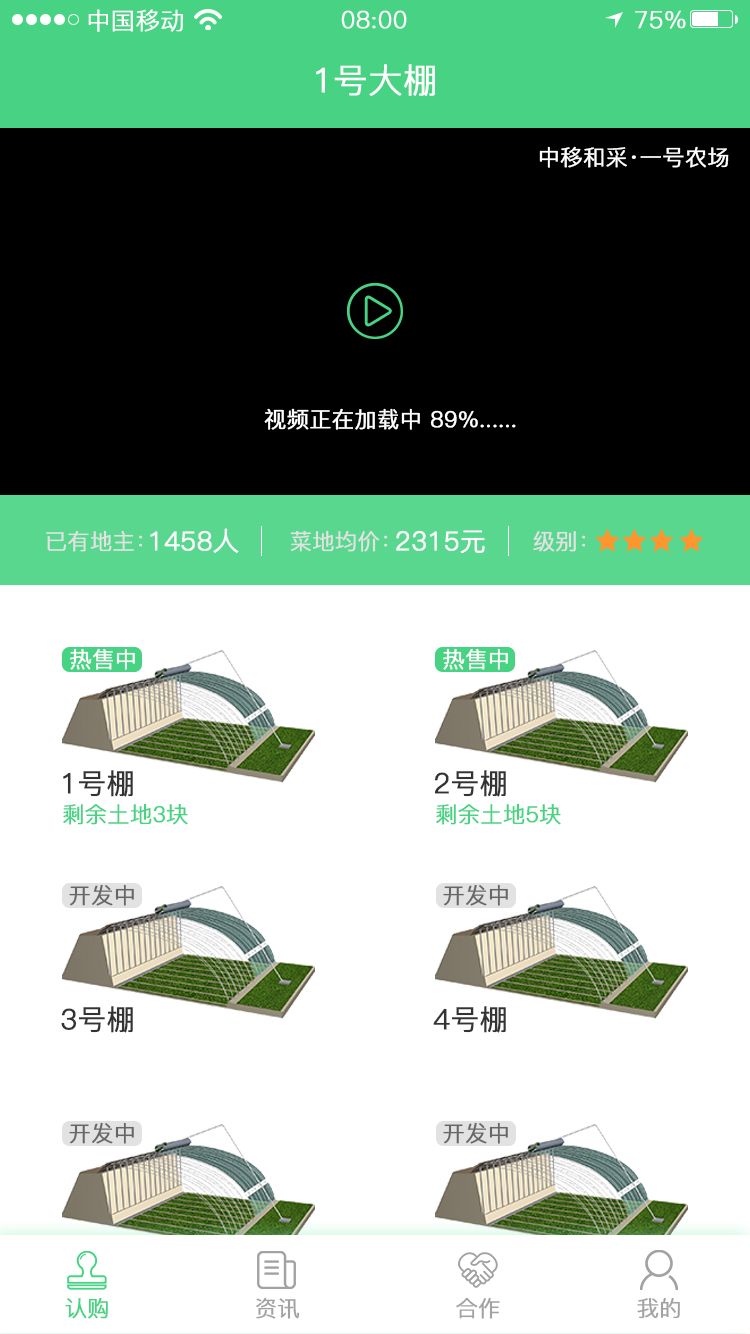 中国移动 08:00 75%
1号大棚
中移和采·一号农场
视频正在加载中 89%......
已有地主:1458人 菜地均价:2315元 级别:
热售中 热售中
1号棚 2号棚
剩余土地3块 剩余土地5块
开发中 开发中
3号棚 4号棚
开发中 开发中
认购 资讯 合作 我的